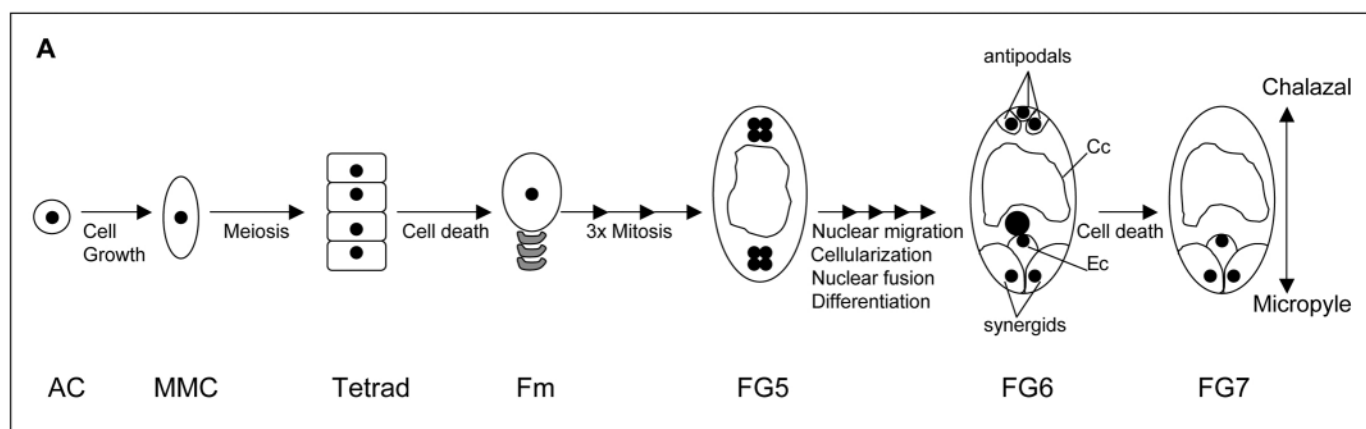 A
antipodals
Chalazal
Cc
Cell
Growth
Meiosis
Cell death
3x Mitosis
Nuclear migration
Cellularization
Nuclear fusion
Differentiation
Cell death
Ec
Micropyle
synergids
AC
MMC
Tetrad
Fm
FG5
FG6
FG7